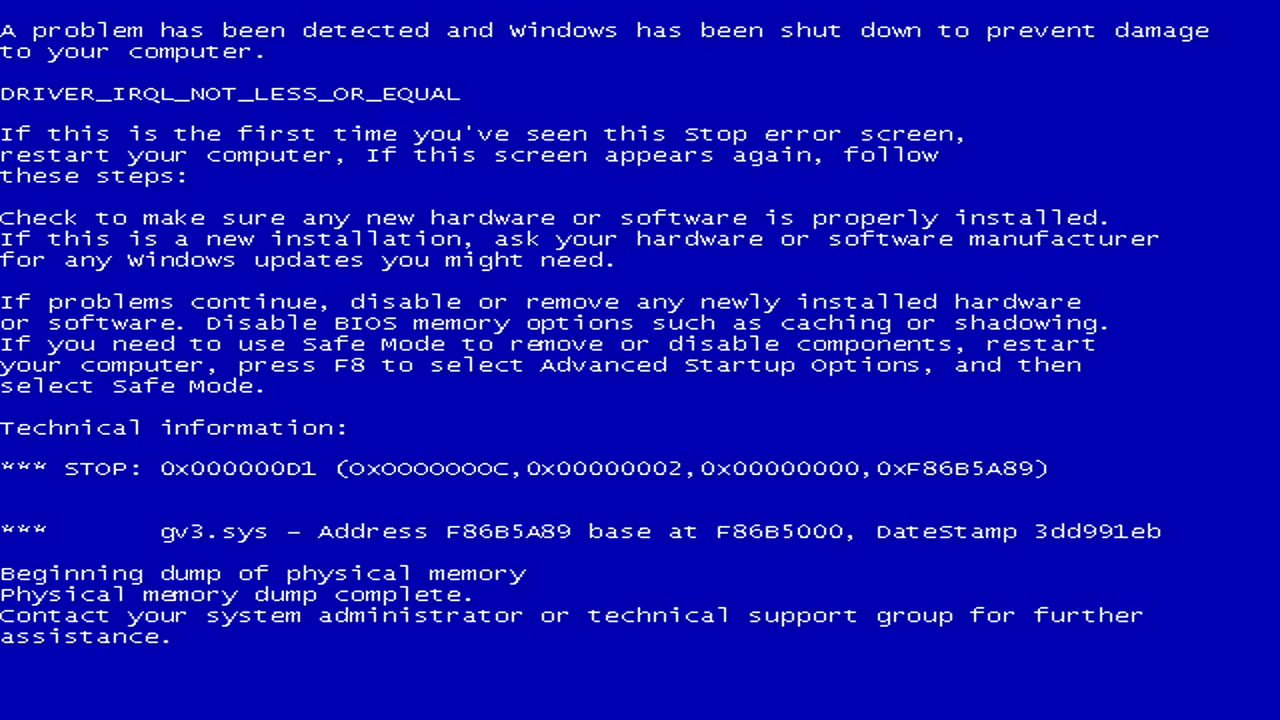 A problem has been detected and Windows has been shut down to prevent damage
to your computer.
DRIVER_IRQL_NOT_LESS_OR_EQUAL
If this is the first time you've seen this Stop error screen,
restart your computer, If this screen appears again, follow
these steps:
Check to make sure any new hardware or software is properly installed.
If this is a new installation, ask your hardware or software manufacturer
for any Windows updates you might need.
If problems continue, disable or remove any newly installed hardware
or software. Disable BIOS memory options such as caching or shadowing.
If you need to use Safe Mode to remove or disable components, restart
your computer, press F8 to select Advanced Startup Options, and then
select Safe Mode.
Technical information:
*** STOP: 0x000000D1 (0x0000000C,0x00000002,0x00000000,0xF86B5A89)
*** gv3.sys – Address F86B5A89 base at F86B5000, DateStamp 3dd991eb
Beginning dump of physical memory
Physical memory dump complete.
Contact your system administrator or technical support group for further
assistance.